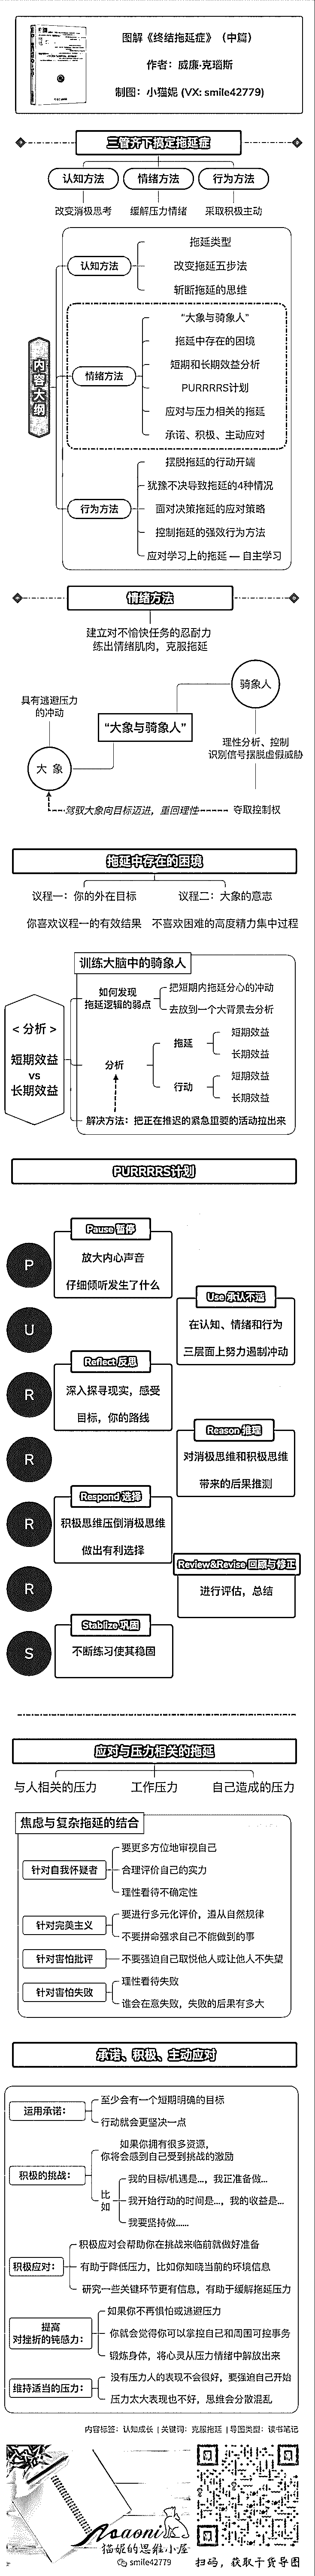 图解《终结拖延症》（中篇）
作者：威廉·克瑙斯
制图：小猫妮 (VX: smile42779)
三管齐下搞定拖延症
认知方法
情绪方法
行为方法
改变消极思考
缓解压力情绪
采取积极主动
内容大纲
认知方法
拖延类型
改变拖延五步法
斩断拖延的思维
情绪方法
“大象与骑象人”
拖延中存在的困境
短期和长期效益分析
PURRRRS计划
应对与压力相关的拖延
承诺、积极、主动应对
行为方法
摆脱拖延的行动开端
犹豫不决导致拖延的4种情况
面对决策拖延的应对策略
控制拖延的强效行为方法
应对学习上的拖延 — 自主学习
情绪方法
建立对不愉快任务的忍耐力
练出情绪肌肉，克服拖延
骑象人
具有逃避压力
的冲动
“大象与骑象人”
大 象
理性分析、控制
识别信号摆脱虚假威胁
驾驭大象向目标迈进，重回理性
夺取控制权
拖延中存在的困境
议程一：你的外在目标
议程二：大象的意志
你喜欢议程一的有效结果
不喜欢困难的高度精力集中过程
训练大脑中的骑象人
< 分析 >
短期效益
vs
长期效益
如何发现
拖延逻辑的弱点
把短期内拖延分心的冲动
去放到一个大背景去分析
分析
拖延
短期效益
长期效益
行动
短期效益
长期效益
解决方法：把正在推迟的紧急重要的活动拉出来
PURRRRS计划
P
Pause 暂停
放大内心声音
仔细倾听发生了什么
U
Use 承认不适
在认知、情绪和行为
三层面上努力遏制冲动
R
Reflect 反思
深入探寻现实，感受
目标，你的路线
R
Reason 推理
对消极思维和积极思维
带来的后果推测
R
Respond 选择
积极思维压倒消极思维
做出有利选择
R
Review&Revise 回顾与修正
进行评估，总结
S
Stablize 巩固
不断练习使其稳固
应对与压力相关的拖延
与人相关的压力
工作压力
自己造成的压力
焦虑与复杂拖延的结合
针对自我怀疑者
要更多方位地审视自己
合理评价自己的实力
理性看待不确定性
针对完美主义
要进行多元化评价，遵从自然规律
不要拼命强求自己不能做到的事
针对害怕批评
不要强迫自己取悦他人或让他人不失望
针对害怕失败
理性看待失败
谁会在意失败，失败的后果有多大
承诺、积极、主动应对
运用承诺：
至少会有一个短期明确的目标
行动就会更坚决一点
积极的挑战：
如果你拥有很多资源，
你将会感到自己受到挑战的激励
比如
我的目标/机遇是...，我正准备做...
我开始行动的时间是...，我的收益是...
我要坚持做......
积极应对：
积极应对会帮助你在挑战来临前就做好准备
有助于降低压力，比如你知晓当前的环境信息
研究一些关键环节更有信息，有助于缓解拖延压力
提高
对挫折的钝感力：
如果你不再惧怕或逃避压力
你就会觉得你可以掌控自己和周围可控事务
锻炼身体，将心灵从压力情绪中解放出来
维持适当的压力：
没有压力人的表现不会很好，要强迫自己开始
压力太大表现也不好，思维会分散混乱
内容标签：认知成长 | 关键词：克服拖延 | 导图类型：读书笔记
Asaoni
猫妮的思维小屋
smile42779
扫码，获取干货导图